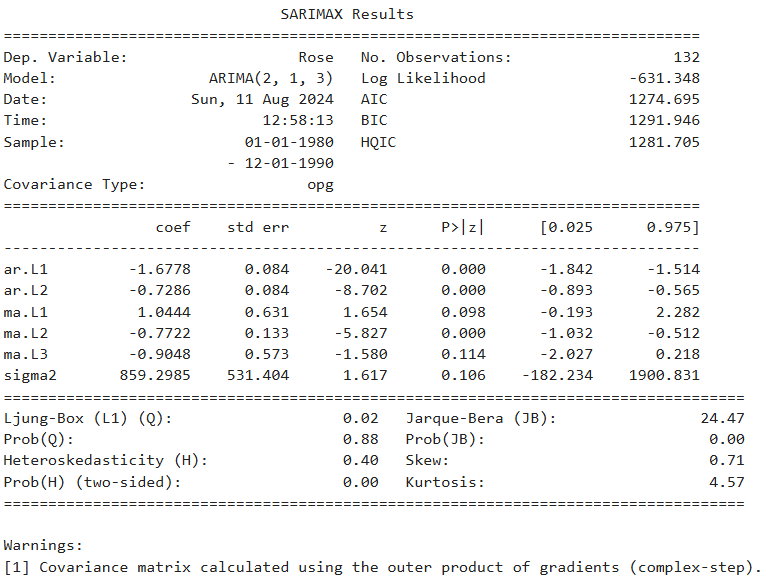 SARIMAX Results
==============================================================================
Dep. Variable:                   Rose   No. Observations:                  132
Model:                 ARIMA(2, 1, 3)   Log Likelihood                -631.348
Date:                Sun, 11 Aug 2024   AIC                           1274.695
Time:                        12:58:13   BIC                           1291.946
Sample:                    01-01-1980   HQIC                          1281.705
                         - 12-01-1990
Covariance Type:                  opg
==============================================================================
                 coef    std err          z      P>|z|      [0.025      0.975]
------------------------------------------------------------------------------
ar.L1         -1.6778      0.084    -20.041      0.000      -1.842      -1.514
ar.L2         -0.7286      0.084     -8.702      0.000      -0.893      -0.565
ma.L1          1.0444      0.631      1.654      0.098      -0.193       2.282
ma.L2         -0.7722      0.133     -5.827      0.000      -1.032      -0.512
ma.L3         -0.9048      0.573     -1.580      0.114      -2.027       0.218
sigma2       859.2985    531.404      1.617      0.106    -182.234    1900.831
===================================================================================
Ljung-Box (L1) (Q):                   0.02   Jarque-Bera (JB):                24.47
Prob(Q):                              0.88   Prob(JB):                         0.00
Heteroskedasticity (H):               0.40   Skew:                             0.71
Prob(H) (two-sided):                  0.00   Kurtosis:                         4.57
===================================================================================

Warnings:
[1] Covariance matrix calculated using the outer product of gradients (complex-step).